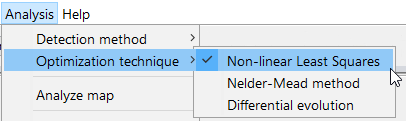 Analysis Help
Detection method
Optimization technique
Non-linear Least Squares
Nelder-Mead method
Differential evolution
Analyze map